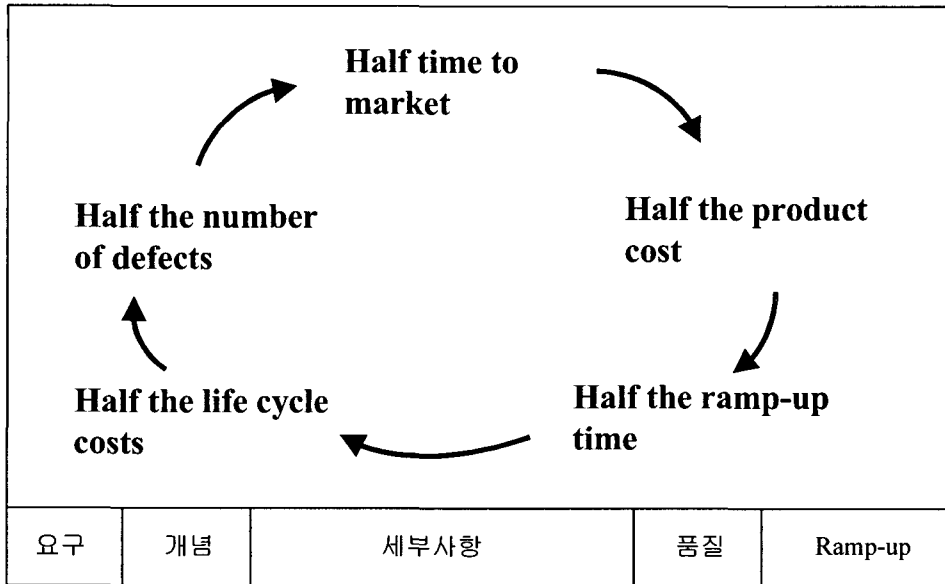 Half time to
market
Half the number
of defects
Half the product
cost
Half the life cycle
costs
Half the ramp-up
time
요구 개념 세부사항 품질 Ramp-up